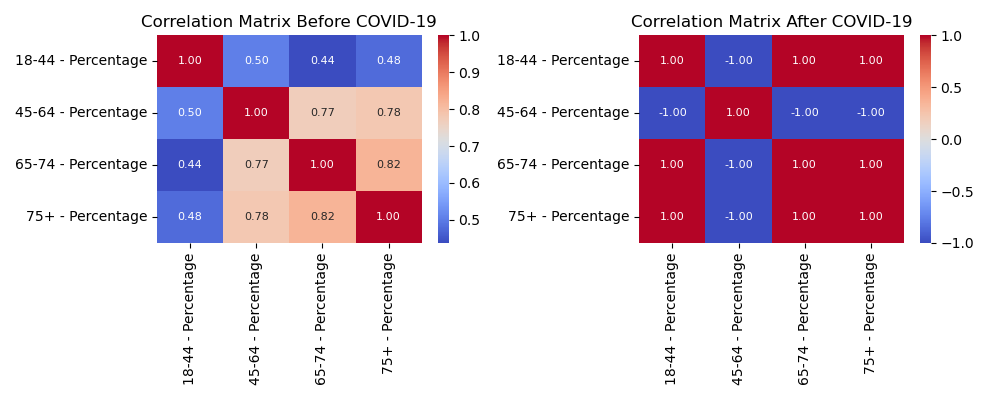 Correlation Matrix Before COVID-19
18-44 - Percentage
45-64 - Percentage
65-74 - Percentage
75+ - Percentage
1.00 0.50 0.44 0.48
0.50 1.00 0.77 0.78
0.44 0.77 1.00 0.82
0.48 0.78 0.82 1.00
18-44 - Percentage
45-64 - Percentage
65-74 - Percentage
75+ - Percentage
1.0
0.9
0.8
0.7
0.6
0.5
Correlation Matrix After COVID-19
18-44 - Percentage
45-64 - Percentage
65-74 - Percentage
75+ - Percentage
1.00 -1.00 1.00 1.00
-1.00 1.00 -1.00 -1.00
1.00 -1.00 1.00 1.00
1.00 -1.00 1.00 1.00
18-44 - Percentage
45-64 - Percentage
65-74 - Percentage
75+ - Percentage
1.0
0.5
0.0
−0.5
−1.0